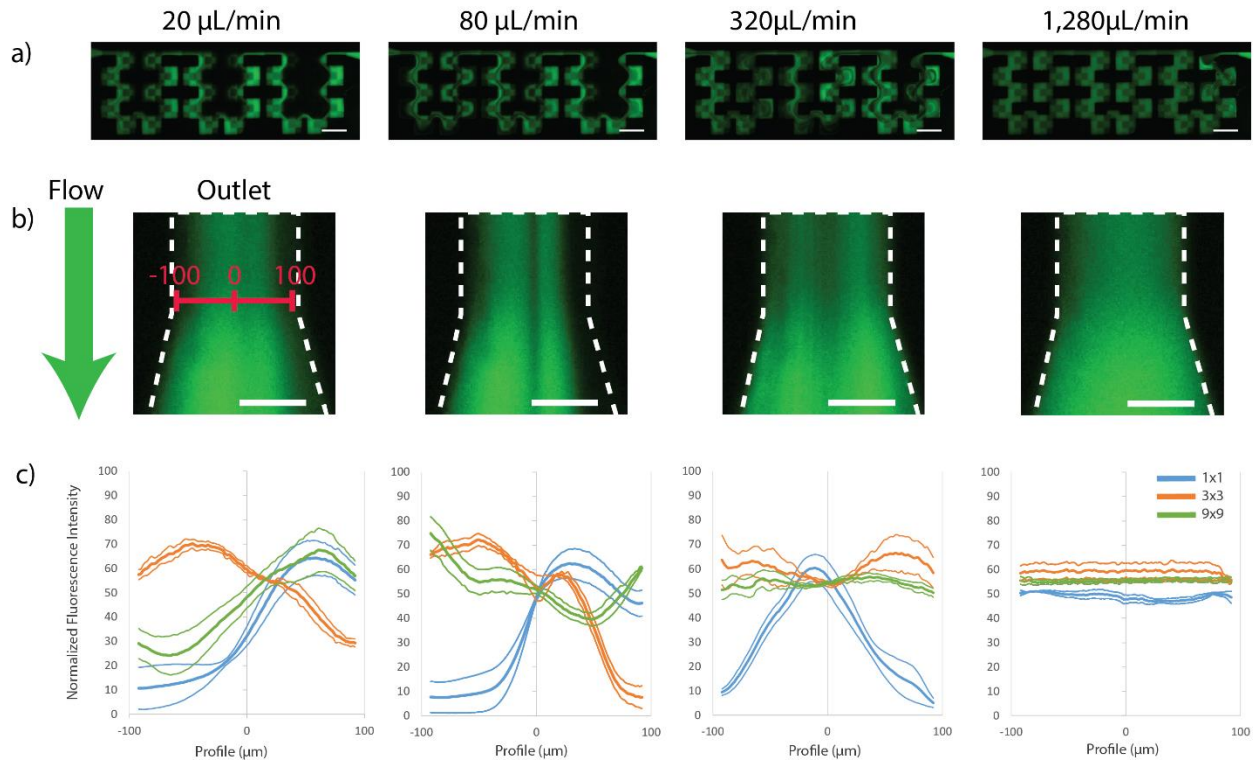 20 µL/min 80 µL/min 320µL/min 1,280µL/min
a)
Flow Outlet
b)
-100 0 100
c)
100 100 100 100
1x1
90 90 90 90
3x3
80 80 80 80
9x9
70 70 70 70
60 60 60 60
50 50 50 50
40 40 40 40
30 30 30 30
20 20 20 20
10 10 10 10
0 0 0 0
Normalized Fluorescence Intensity
-100 0 100 -100 0 100 -100 0 100 -100 0 100
Profile (µm) Profile (µm) Profile (µm) Profile (µm)